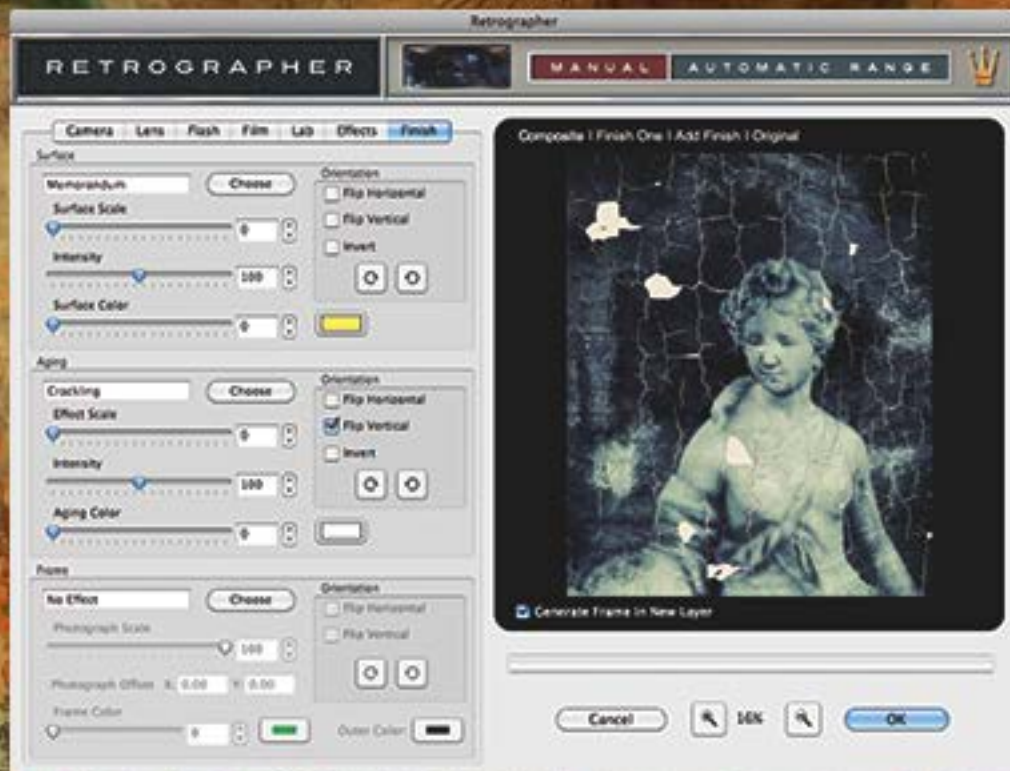 Retrographer
RETROGRAPHER
MANUAL AUTOMATIC RANGE
Camera Lens Flash Film Lab Effects Finish
Surface
Memorandum Choose
Surface Scale
0
Intensity
100
Surface Color
0
Orientation
Flip Horizontal
Flip Vertical
Invert
Aging
Crackling Choose
Effect Scale
0
Intensity
100
Aging Color
0
Orientation
Flip Horizontal
Flip Vertical
Invert
Frame
No Effect Choose
Photograph Scale
100
Photograph Offset X: 0.00 Y: 0.00
Frame Color
0
Orientation
Flip Horizontal
Flip Vertical
Outer Color:
Composite | Finish One | Add Finish | Original
Generate Frame In New Layer
Cancel 16% OK